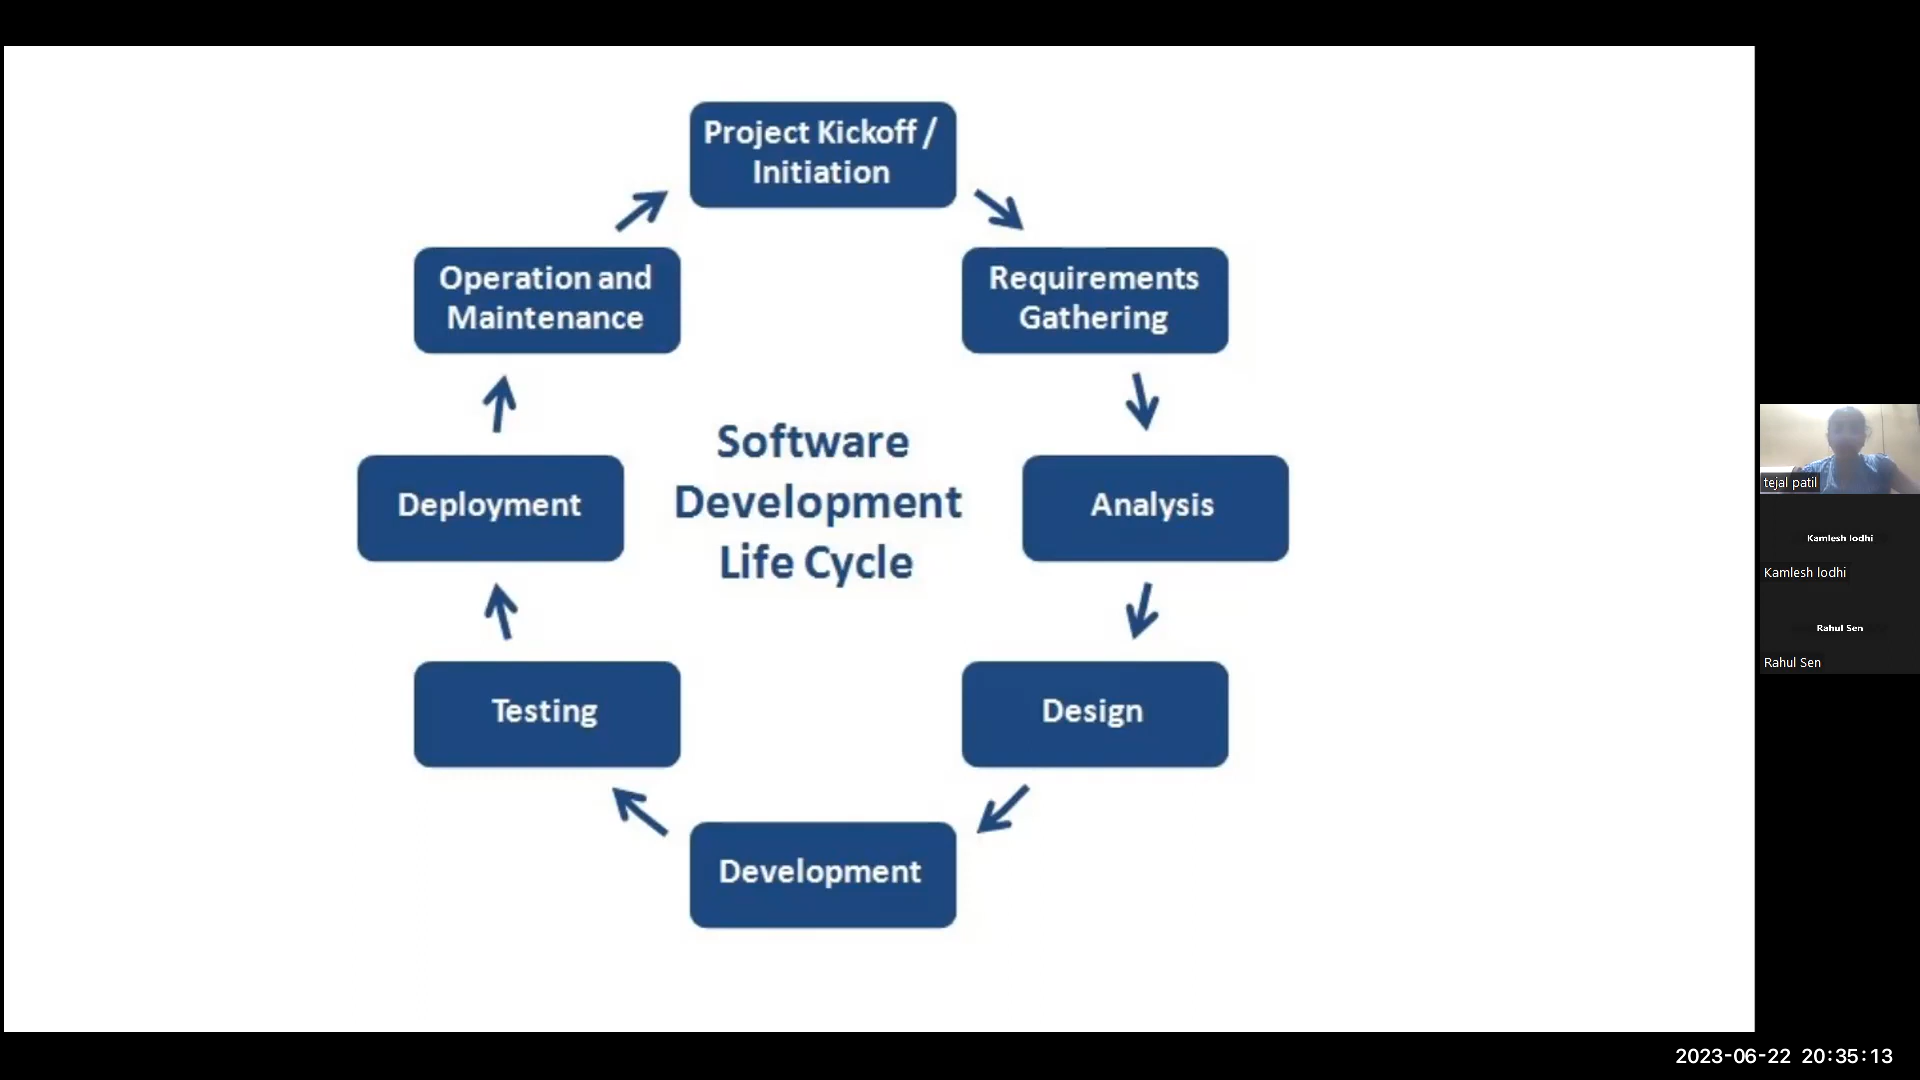 Project Kickoff /
Initiation
Requirements
Gathering
Analysis
Design
Development
Testing
Deployment
Operation and
Maintenance
Software
Development
Life Cycle
tejal patil
Kamlesh lodhi
Kamlesh lodhi
Rahul Sen
Rahul Sen
2023-06-22 20:35:13